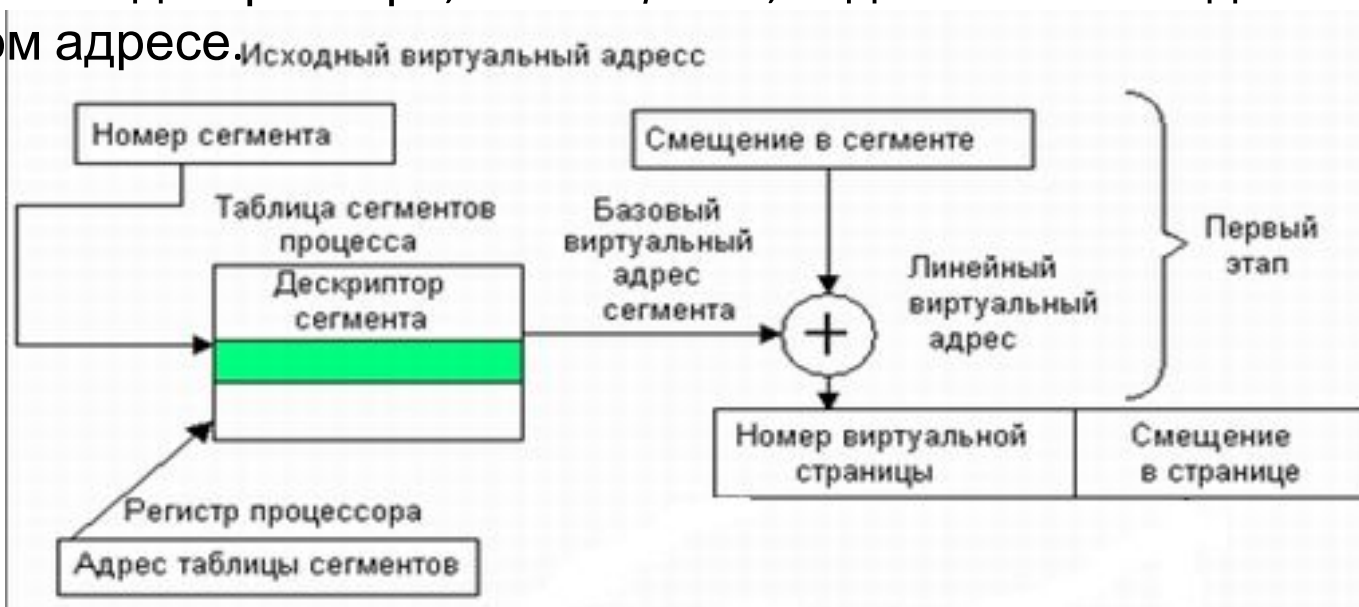 м адресе.
Исходный виртуальный адресс
Номер сегмента
Смещение в сегменте
Таблица сегментов
процесса
Базовый
виртуальный
адрес
сегмента
Первый
этап
Дескриптор
сегмента
Линейный
виртуальный
адрес
Номер виртуальной
страницы
Смещение
в странице
Регистр процессора
Адрес таблицы сегментов